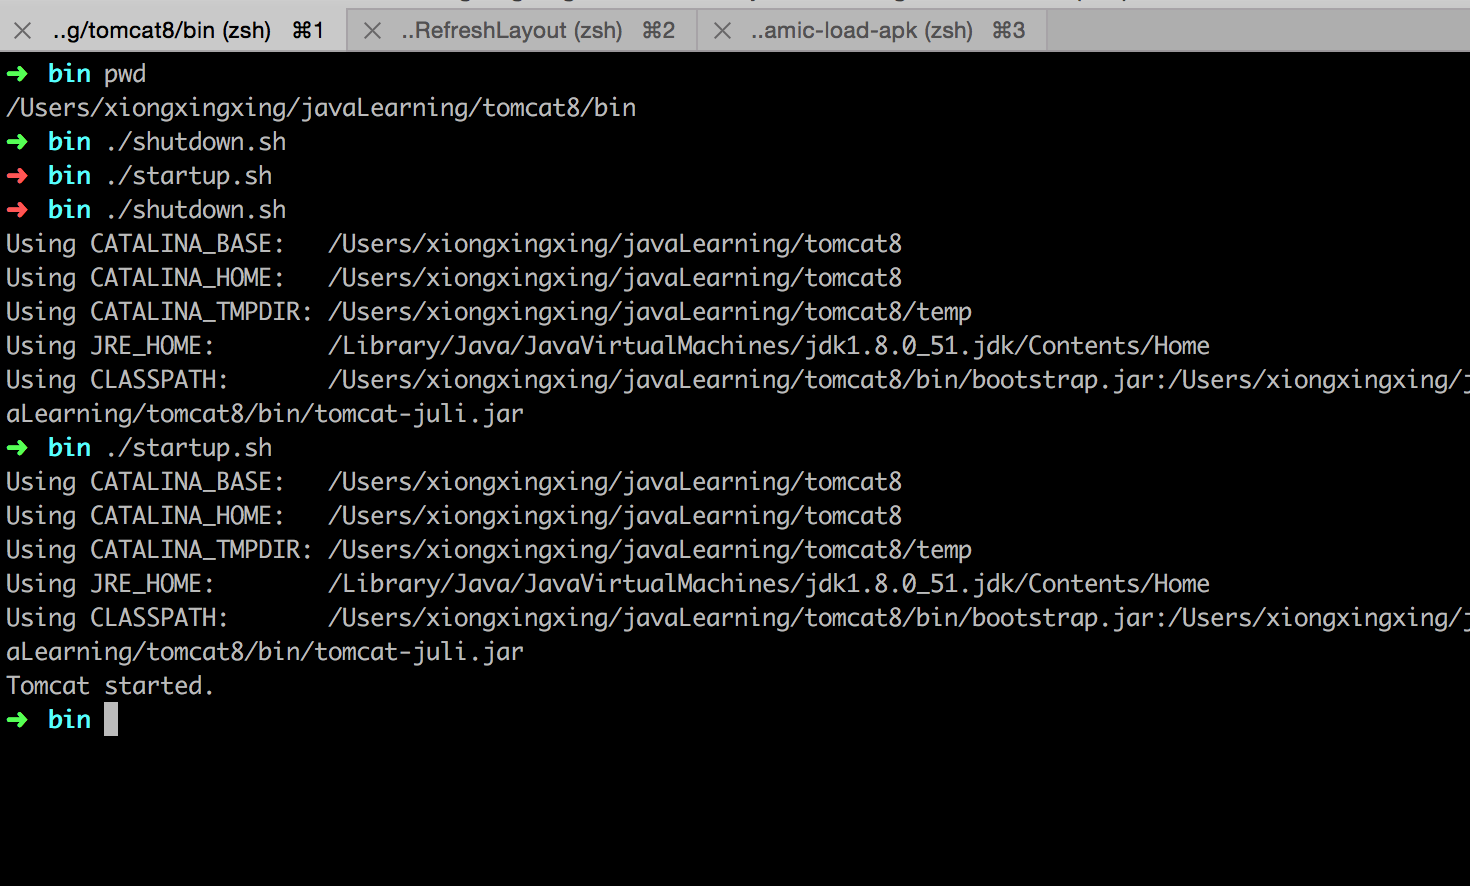 ..g/tomcat8/bin (zsh) ⌘1 ..RefreshLayout (zsh) ⌘2 ..amic-load-apk (zsh) ⌘3
➜ bin pwd
/Users/xiongxingxing/javaLearning/tomcat8/bin
➜ bin ./shutdown.sh
➜ bin ./startup.sh
➜ bin ./shutdown.sh
Using CATALINA_BASE: /Users/xiongxingxing/javaLearning/tomcat8
Using CATALINA_HOME: /Users/xiongxingxing/javaLearning/tomcat8
Using CATALINA_TMPDIR: /Users/xiongxingxing/javaLearning/tomcat8/temp
Using JRE_HOME: /Library/Java/JavaVirtualMachines/jdk1.8.0_51.jdk/Contents/Home
Using CLASSPATH: /Users/xiongxingxing/javaLearning/tomcat8/bin/bootstrap.jar:/Users/xiongxingxing/j
aLearning/tomcat8/bin/tomcat-juli.jar
➜ bin ./startup.sh
Using CATALINA_BASE: /Users/xiongxingxing/javaLearning/tomcat8
Using CATALINA_HOME: /Users/xiongxingxing/javaLearning/tomcat8
Using CATALINA_TMPDIR: /Users/xiongxingxing/javaLearning/tomcat8/temp
Using JRE_HOME: /Library/Java/JavaVirtualMachines/jdk1.8.0_51.jdk/Contents/Home
Using CLASSPATH: /Users/xiongxingxing/javaLearning/tomcat8/bin/bootstrap.jar:/Users/xiongxingxing/j
aLearning/tomcat8/bin/tomcat-juli.jar
Tomcat started.
➜ bin